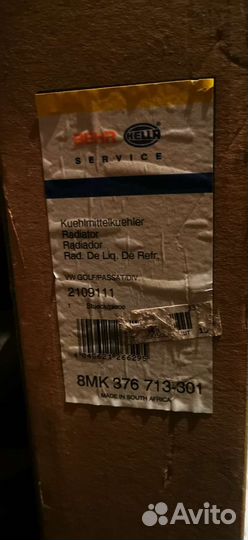 BEHR HELLA
SERVICE
Kuehlmittelkuehler
Radiator
Radiador
Rad. De Liq. De Refr.
VW GOLF/PASSAT/DIV.
2109111
1 Stueck/piece
8MK 376 713-301
MADE IN SOUTH AFRICA
Avito